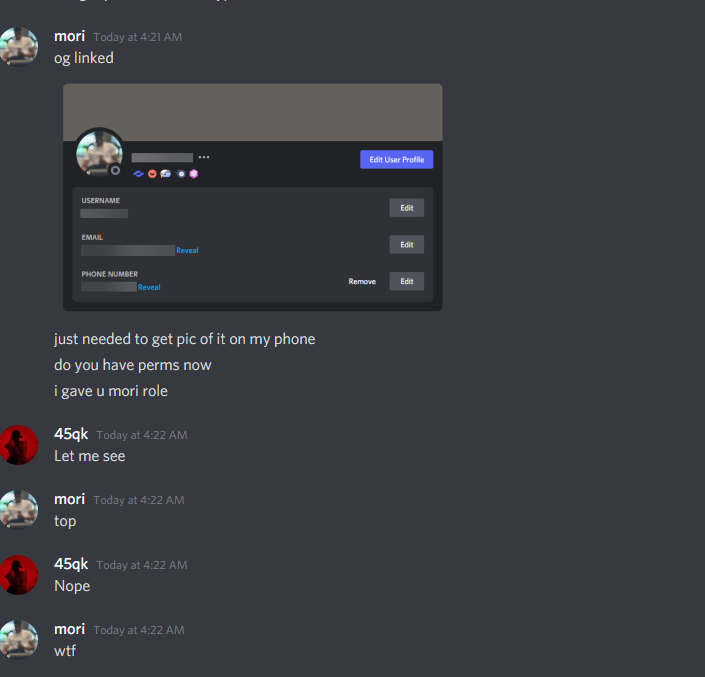 mori Today at 4:21 AM
og linked
Edit User Profile
USERNAME
Edit
EMAIL
Reveal
Edit
PHONE NUMBER
Reveal
Remove
Edit
just needed to get pic of it on my phone
do you have perms now
i gave u mori role
45qk Today at 4:22 AM
Let me see
mori Today at 4:22 AM
top
45qk Today at 4:22 AM
Nope
mori Today at 4:22 AM
wtf